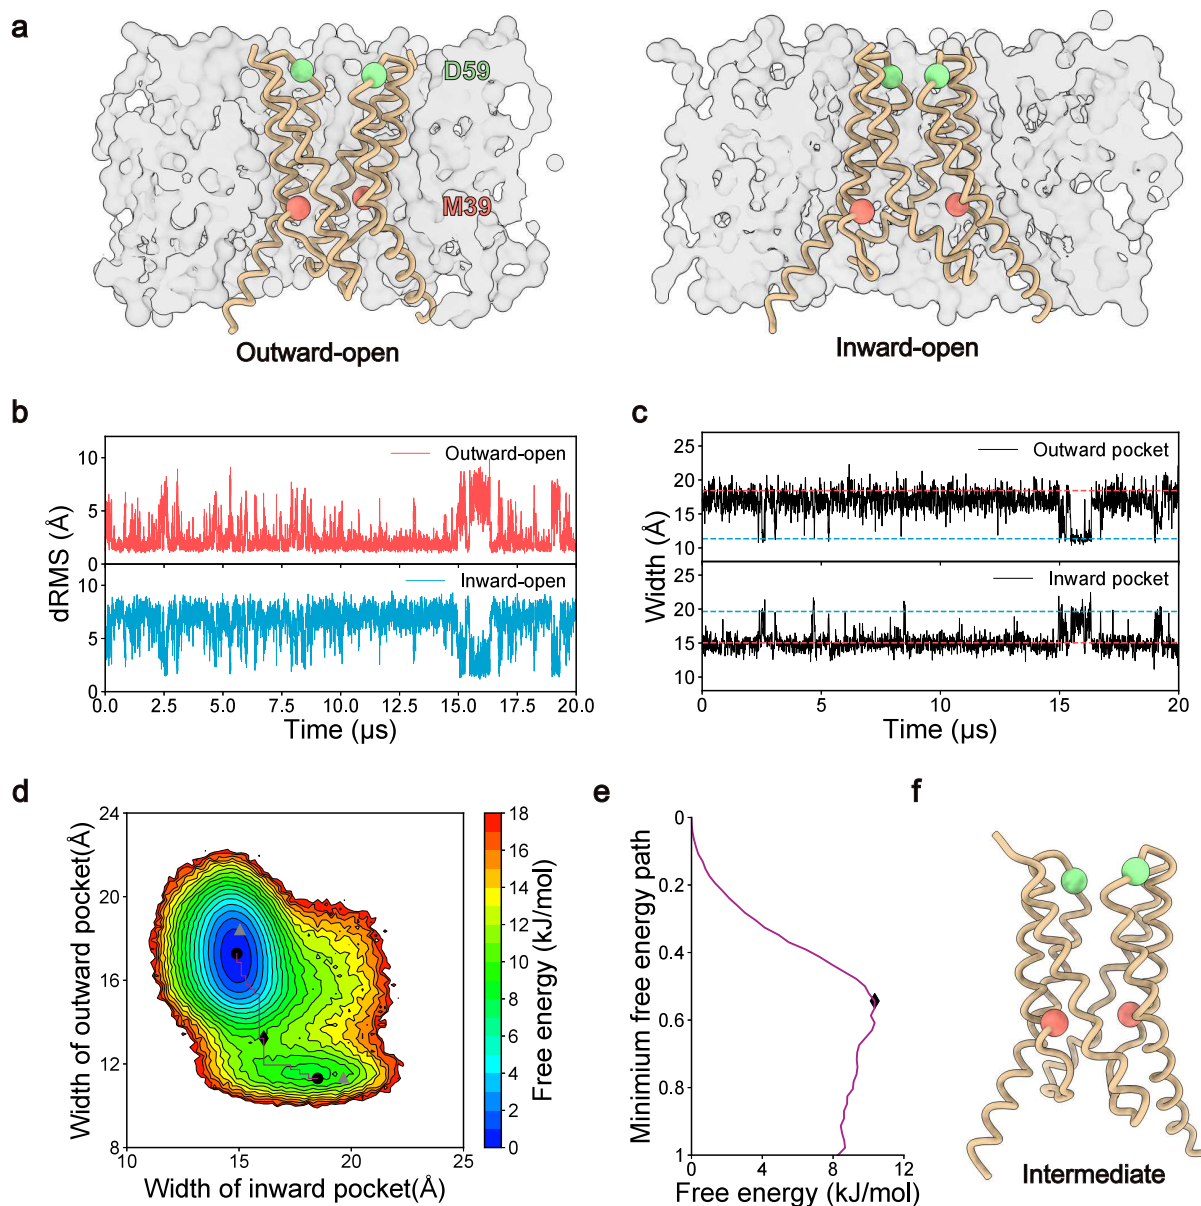 a
D59
M39
Outward-open
Inward-open
b
dRMS (Å)
10
5
0
Outward-open
10
5
0
Inward-open
0.0 2.5 5.0 7.5 10.0 12.5 15.0 17.5 20.0
Time (µs)
c
Width (Å)
25
20
15
10
Outward pocket
25
20
15
10
Inward pocket
0 5 10 15 20
Time (µs)
d
Width of outward pocket(Å)
24
20
16
12
8
10 15 20 25
Width of inward pocket(Å)
18
16
14
12
10
8
6
4
2
0
Free energy (kJ/mol)
e
Minimum free energy path
0
0.2
0.4
0.6
0.8
1
0 4 8 12
Free energy (kJ/mol)
f
Intermediate